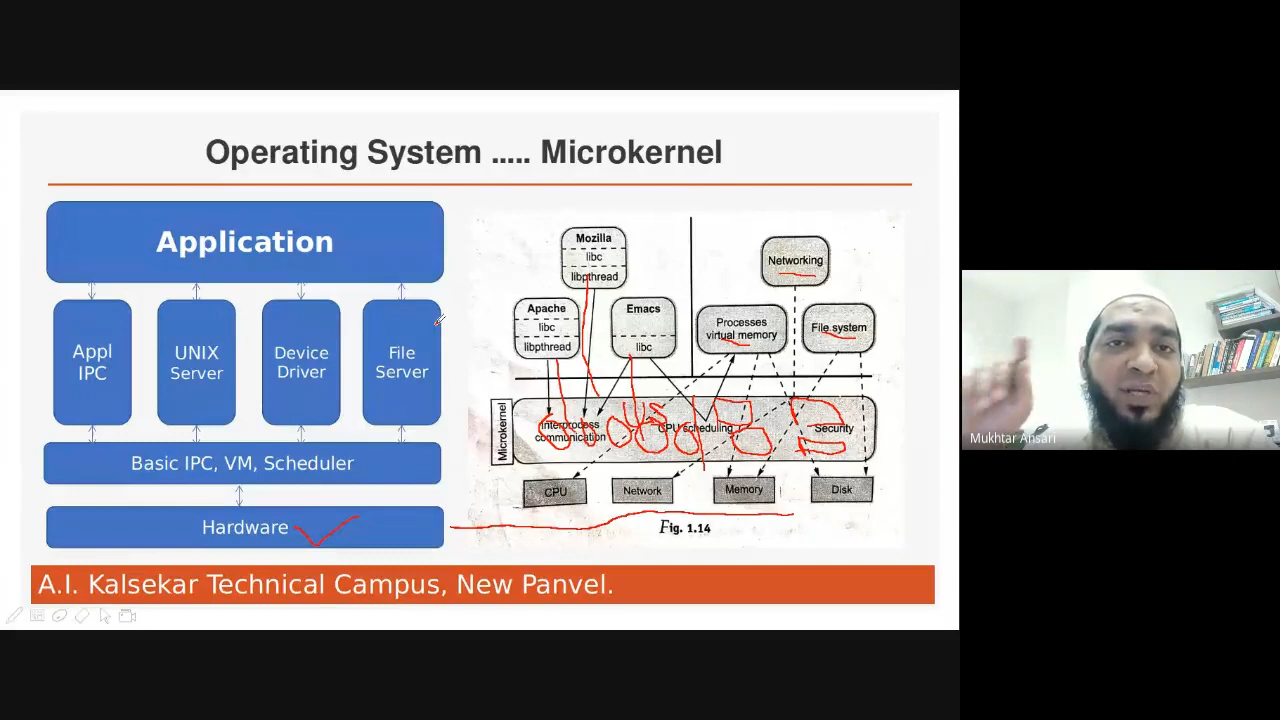 Operating System ..... Microkernel
Application
Appl
IPC
UNIX
Server
Device
Driver
File
Server
Basic IPC, VM, Scheduler
Hardware
Mozilla
libc
libpthread
Apache
libc
libpthread
Emacs
libc
Networking
Processes
virtual memory
File system
Microkernel
Interprocess
communication
CPU scheduling
Security
CPU
Network
Memory
Disk
Fig. 1.14
A.I. Kalsekar Technical Campus, New Panvel.
Mukhtar Ansari